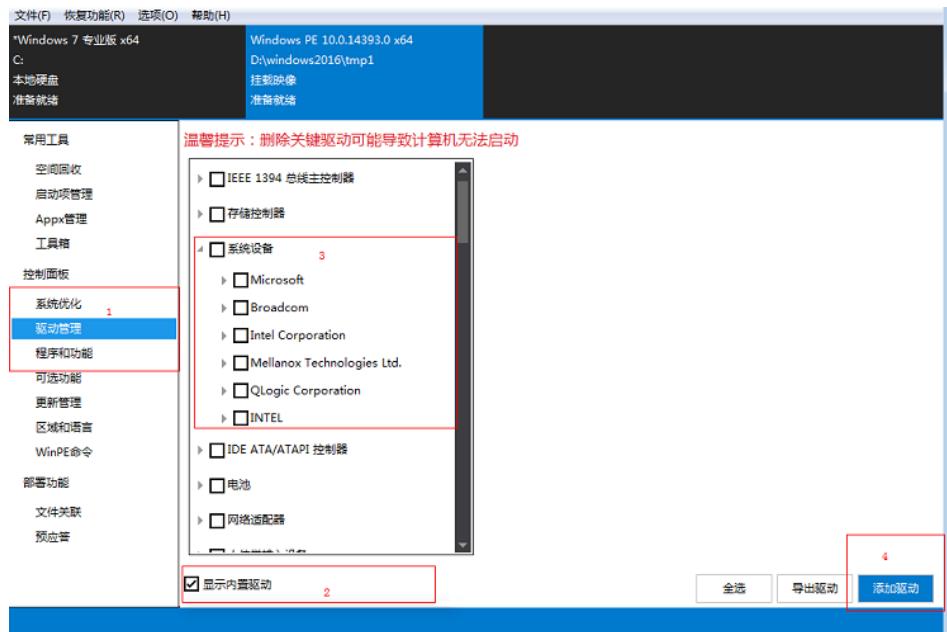 文件(F) 恢复功能(R) 选项(O) 帮助(H)
*Windows 7 专业版 x64
C:
本地硬盘
准备就绪
Windows PE 10.0.14393.0 x64
D:\windows2016\tmp1
挂载映像
准备就绪
常用工具
空间回收
启动项管理
Appx管理
工具箱
控制面板
系统优化
1
驱动管理
程序和功能
可选功能
更新管理
区域和语言
WinPE命令
部署功能
文件关联
预应答
温馨提示：删除关键驱动可能导致计算机无法启动
IEEE 1394 总线主控制器
存储控制器
系统设备
3
Microsoft
Broadcom
Intel Corporation
Mellanox Technologies Ltd.
QLogic Corporation
INTEL
IDE ATA/ATAPI 控制器
电池
网络适配器
显示内置驱动
2
4
全选 导出驱动 添加驱动